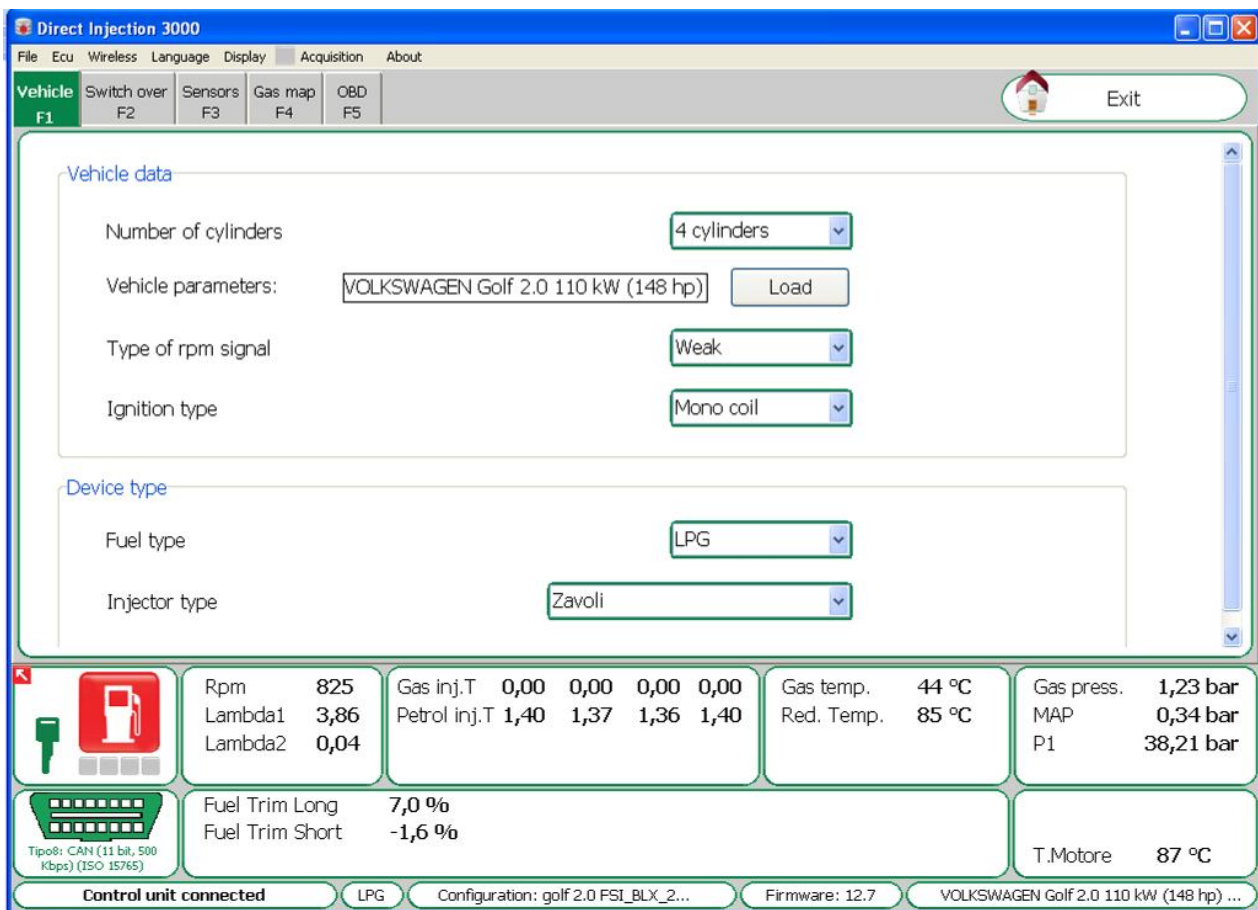 Direct Injection 3000
File Ecu Wireless Language Display Acquisition About
Vehicle F1 Switch over F2 Sensors F3 Gas map F4 OBD F5 Exit
Vehicle data
Number of cylinders 4 cylinders
Vehicle parameters: VOLKSWAGEN Golf 2.0 110 kW (148 hp) Load
Type of rpm signal Weak
Ignition type Mono coil
Device type
Fuel type LPG
Injector type Zavoli
Rpm 825
Lambda1 3,86
Lambda2 0,04
Gas inj.T 0,00 0,00 0,00 0,00
Petrol inj.T 1,40 1,37 1,36 1,40
Gas temp. 44 °C
Red. Temp. 85 °C
Gas press. 1,23 bar
MAP 0,34 bar
P1 38,21 bar
Tipo8: CAN (11 bit, 500
Kbps) (ISO 15765)
Fuel Trim Long 7,0 %
Fuel Trim Short -1,6 %
T.Motore 87 °C
Control unit connected LPG Configuration: golf 2.0 FSI_BLX_2... Firmware: 12.7 VOLKSWAGEN Golf 2.0 110 kW (148 hp) ...